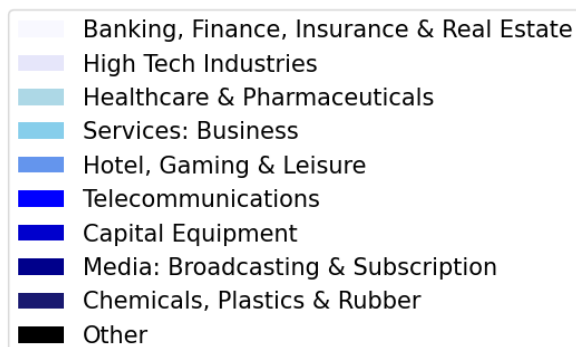 Banking, Finance, Insurance & Real Estate
High Tech Industries
Healthcare & Pharmaceuticals
Services: Business
Hotel, Gaming & Leisure
Telecommunications
Capital Equipment
Media: Broadcasting & Subscription
Chemicals, Plastics & Rubber
Other